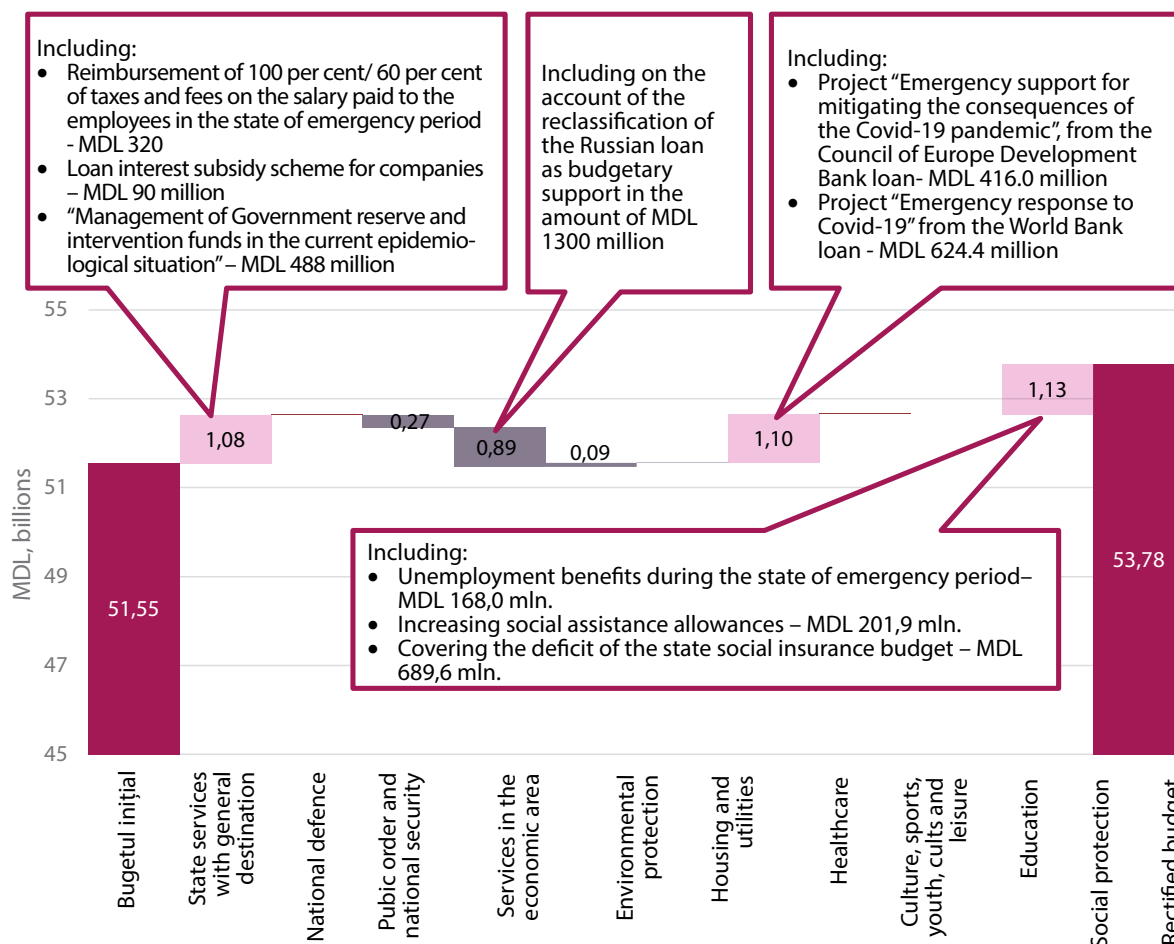 Including:
• Reimbursement of 100 per cent/ 60 per cent
of taxes and fees on the salary paid to the
employees in the state of emergency period
- MDL 320
• Loan interest subsidy scheme for companies
– MDL 90 million
• “Management of Government reserve and
intervention funds in the current epidemio-
logical situation” – MDL 488 million
Including on the
account of the
reclassification of
the Russian loan
as budgetary
support in the
amount of MDL
1300 million
Including:
• Project “Emergency support for
mitigating the consequences of
the Covid-19 pandemic”, from the
Council of Europe Development
Bank loan- MDL 416.0 million
• Project “Emergency response to
Covid-19” from the World Bank
loan - MDL 624.4 million
MDL, billions
55
53
51
49
47
45
51,55
1,08
0,27
0,89
0,09
1,10
1,13
53,78
Including:
• Unemployment benefits during the state of emergency period–
MDL 168,0 mln.
• Increasing social assistance allowances – MDL 201,9 mln.
• Covering the deficit of the state social insurance budget – MDL
689,6 mln.
Bugetul inițial
State services
with general
destination
National defence
Pubic order and
national security
Services in the
economic area
Environmental
protection
Housing and
utilities
Healthcare
Culture, sports,
youth, cults and
leisure
Education
Social protection
Rectified budget